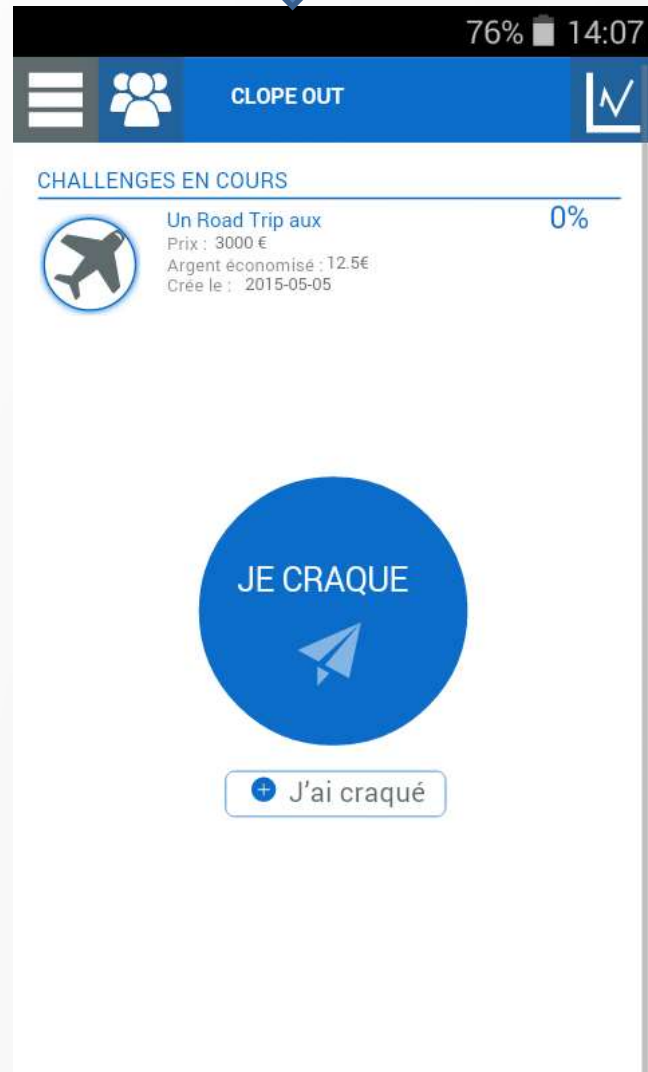 76% 14:07
CLOPE OUT
CHALLENGES EN COURS
Un Road Trip aux 0%
Prix : 3000 €
Argent économisé : 12.5€
Crée le : 2015-05-05
JE CRAQUE
J'ai craqué